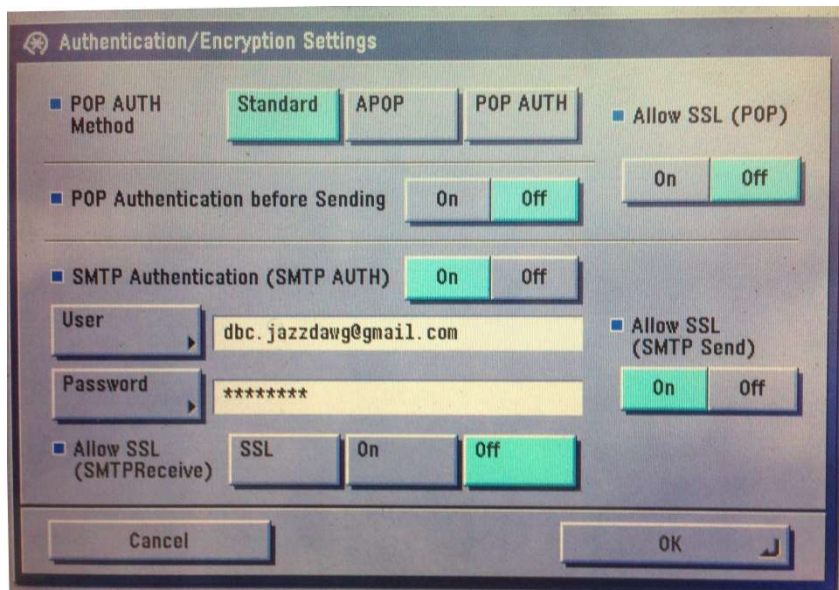 Authentication/Encryption Settings
POP AUTH
Method
Standard
APOP
POP AUTH
Allow SSL (POP)
On
Off
POP Authentication before Sending
On
Off
SMTP Authentication (SMTP AUTH)
On
Off
User
dbc.jazzdawg@gmail.com
Allow SSL
(SMTP Send)
On
Off
Password
********
Allow SSL
(SMTPReceive)
SSL
On
Off
Cancel
OK